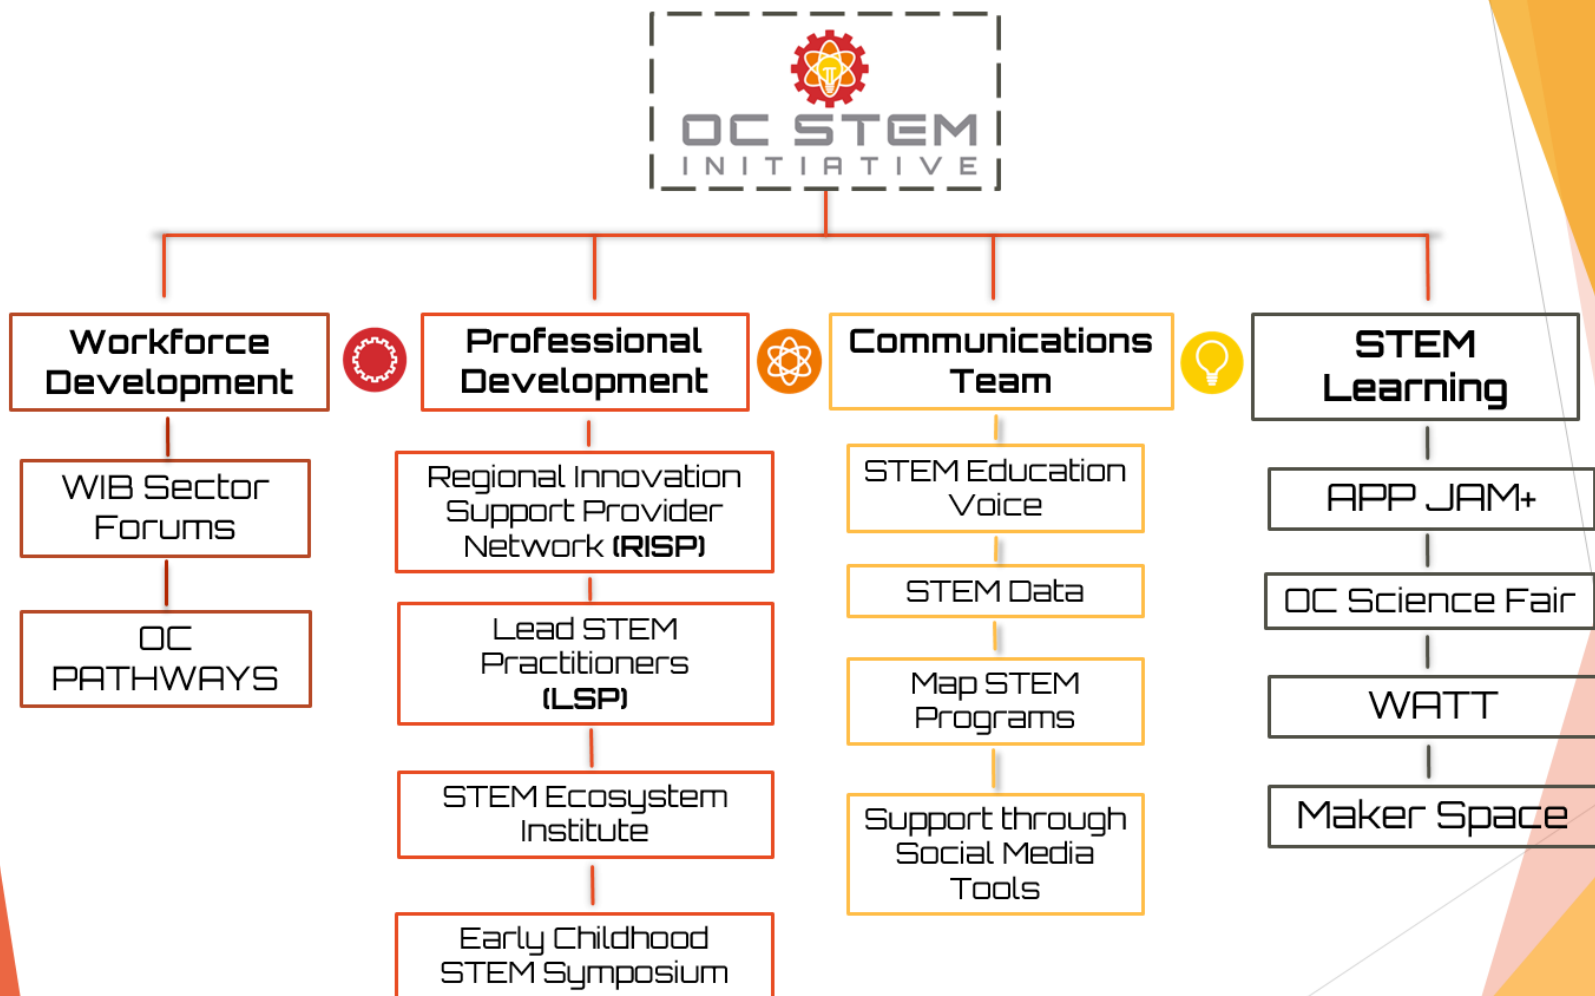 OC STEM
INITIATIVE
Workforce
Development
WIB Sector
Forums
OC
PATHWAYS
Professional
Development
Regional Innovation
Support Provider
Network (RISP)
Lead STEM
Practitioners
(LSP)
STEM Ecosystem
Institute
Early Childhood
STEM Symposium
Communications
Team
STEM Education
Voice
STEM Data
Map STEM
Programs
Support through
Social Media
Tools
STEM
Learning
APP JAM+
OC Science Fair
WATT
Maker Space